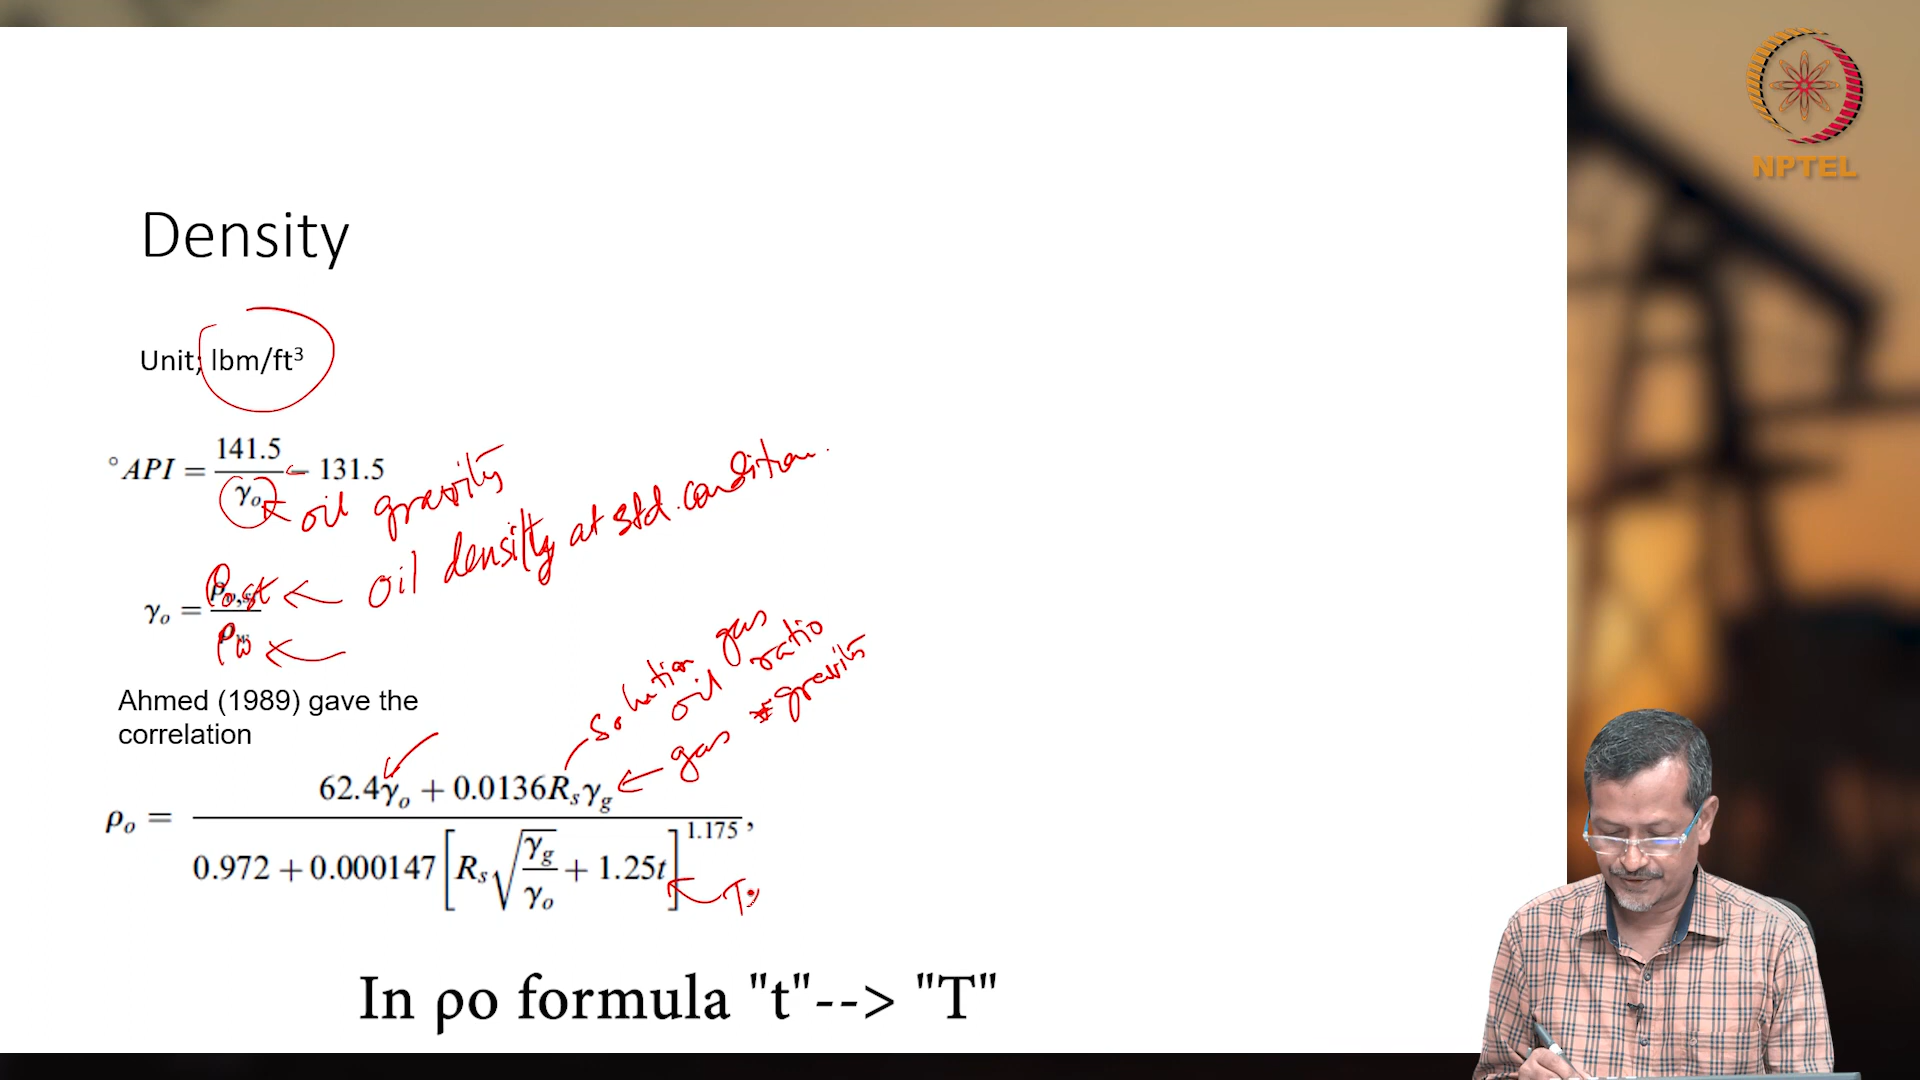 NPTEL
Density
Unit; lbm/ft³
°API = 141.5 / γo − 131.5
oil gravity
γo = ρo,st / ρw
oil density at std. condition.
Ahmed (1989) gave the
correlation
solution gas
oil ratio
gas gravity
ρo = (62.4γo + 0.0136Rsγg) / (0.972 + 0.000147[Rs√(γg/γo) + 1.25t]^1.175),
T
In ρo formula "t"--> "T"